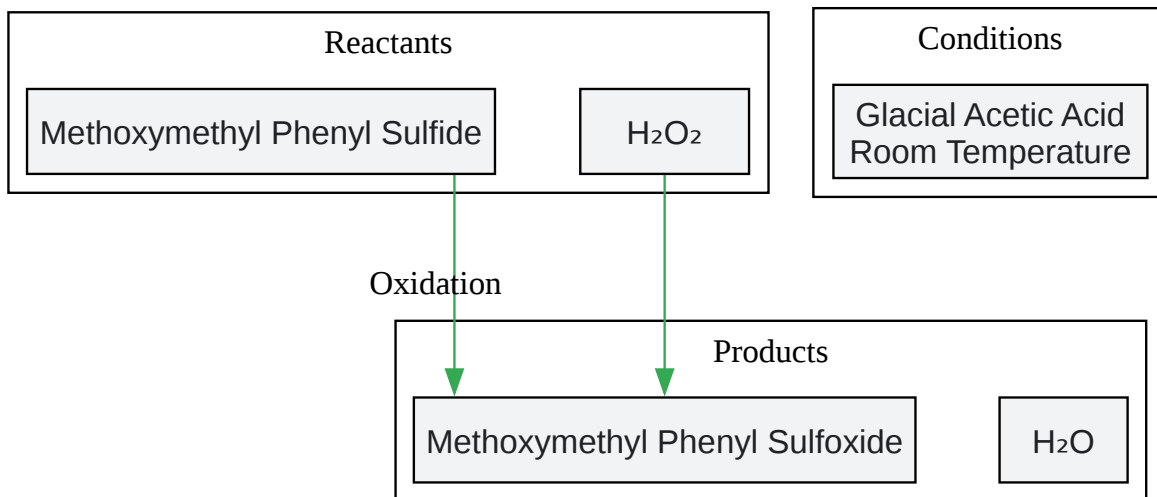 Reactants
Conditions
Methoxymethyl Phenyl Sulfide
H₂O₂
Glacial Acetic Acid
Room Temperature
Oxidation
Products
Methoxymethyl Phenyl Sulfoxide
H₂O